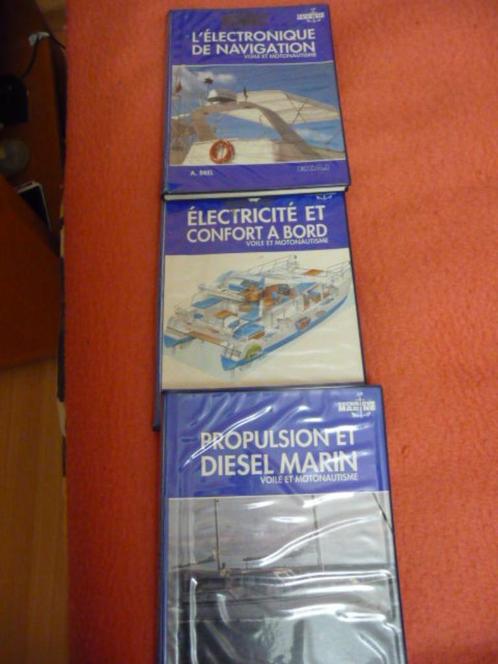 L'ÉLECTRONIQUE
DE NAVIGATION
VOILE ET MOTONAUTISME
A. BREL
ÉLECTRICITÉ ET
CONFORT A BORD
VOILE ET MOTONAUTISME
TECHNIQUE
MARINE
PROPULSION ET
DIESEL MARIN
VOILE ET MOTONAUTISME